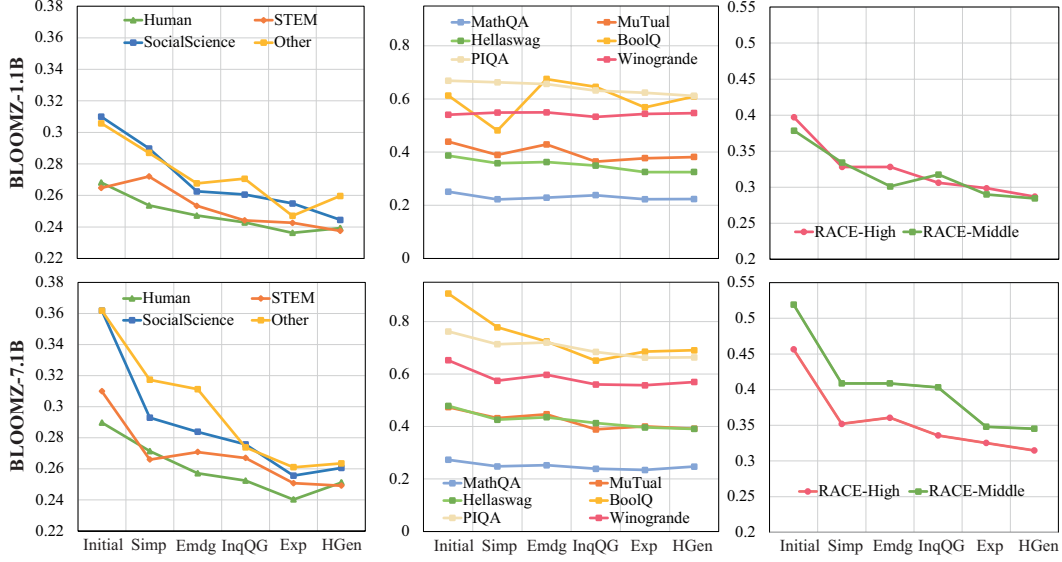 BLOOMZ-1.1B
0.38
0.36
0.34
0.32
0.3
0.28
0.26
0.24
0.22
Human
STEM
SocialScience
Other
0.8
0.6
0.4
0.2
0
MathQA
MuTual
Hellaswag
BoolQ
PIQA
Winogrande
0.55
0.5
0.45
0.4
0.35
0.3
0.25
0.2
RACE-High
RACE-Middle
BLOOMZ-7.1B
0.38
0.36
0.34
0.32
0.3
0.28
0.26
0.24
0.22
Human
STEM
SocialScience
Other
Initial Simp Emdg InqQG Exp HGen
0.8
0.6
0.4
0.2
0
MathQA
MuTual
Hellaswag
BoolQ
PIQA
Winogrande
Initial Simp Emdg InqQG Exp HGen
0.55
0.5
0.45
0.4
0.35
0.3
0.25
0.2
RACE-High
RACE-Middle
Initial Simp Emdg InqQG Exp HGen